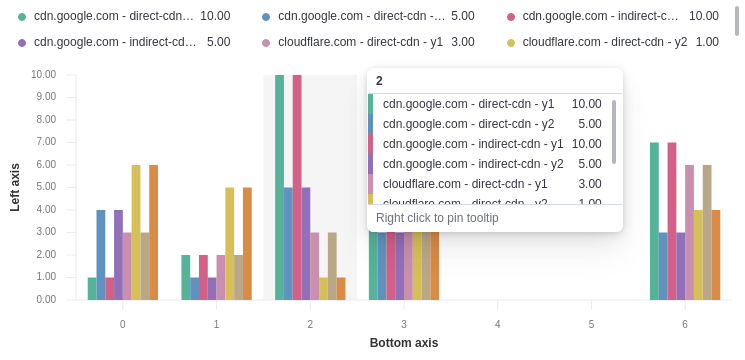 cdn.google.com - direct-cdn… 10.00 cdn.google.com - direct-cdn -… 5.00 cdn.google.com - indirect-c… 10.00
cdn.google.com - indirect-cd… 5.00 cloudflare.com - direct-cdn - y1 3.00 cloudflare.com - direct-cdn - y2 1.00
Left axis
10.00
9.00
8.00
7.00
6.00
5.00
4.00
3.00
2.00
1.00
0.00
2
cdn.google.com - direct-cdn - y1 10.00
cdn.google.com - direct-cdn - y2 5.00
cdn.google.com - indirect-cdn - y1 10.00
cdn.google.com - indirect-cdn - y2 5.00
cloudflare.com - direct-cdn - y1 3.00
cloudflare.com - direct-cdn - y2 1.00
Right click to pin tooltip
0 1 2 3 4 5 6
Bottom axis